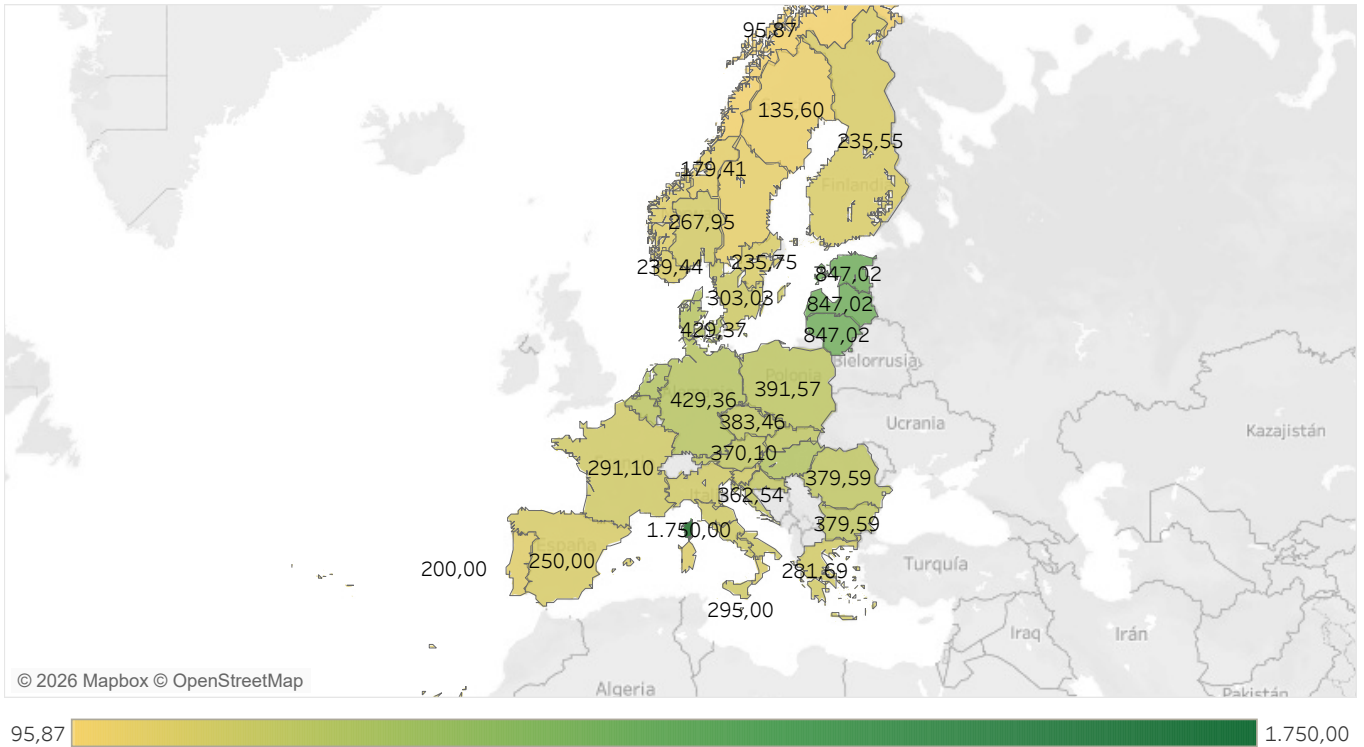 95,87
135,60
235,55
179,41
Finlandia
267,95
239,44
235,75
847,02
303,03
847,02
429,37
847,02
Bielorrusia
Polonia
391,57
429,36
383,46
Ucrania
Kazajistán
370,10
291,10
379,59
362,54
1.750,00
379,59
España
200,00
250,00
281,69
Turquía
295,00
Iraq
Irán
Algeria
Pakistán
© 2026 Mapbox © OpenStreetMap
95,87
1.750,00